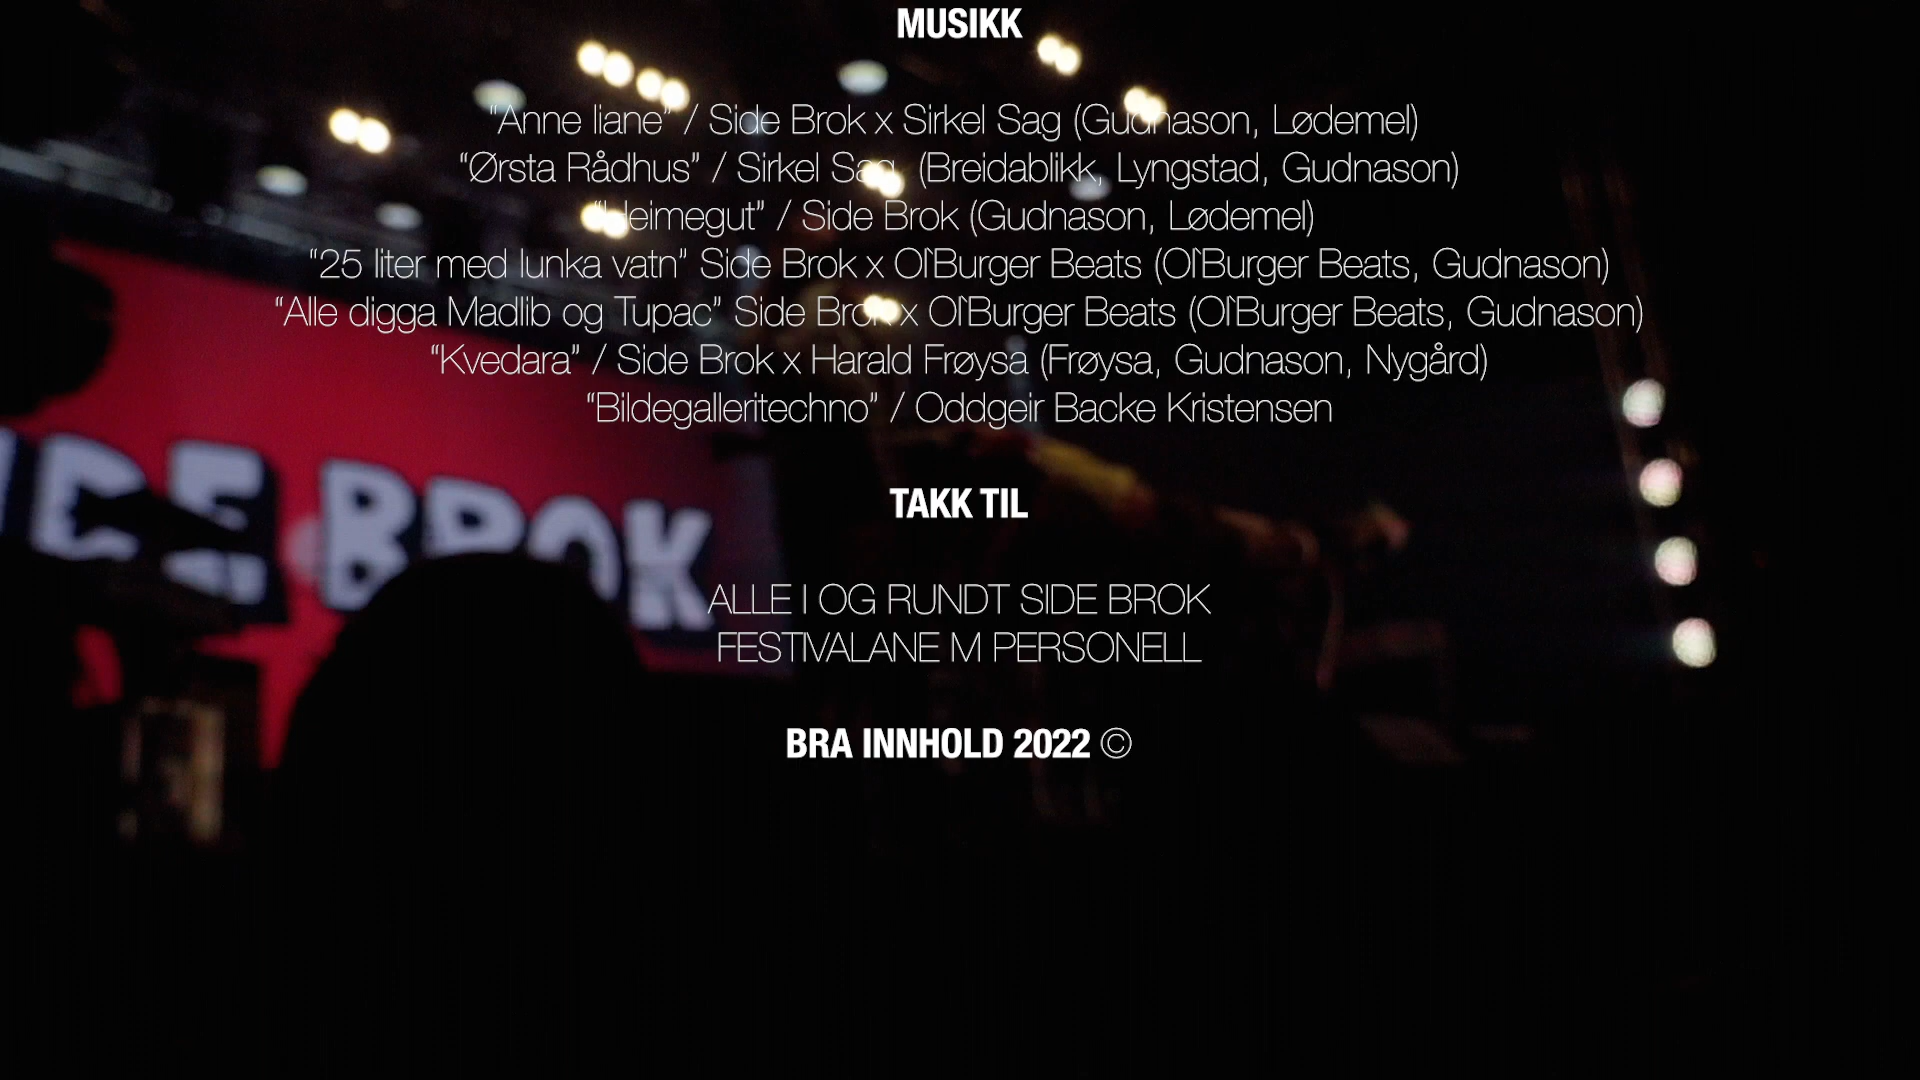 MUSIKK
“Anne liane” / Side Brok x Sirkel Sag (Gudnason, Lødemel)
“Ørsta Rådhus” / Sirkel Sag  (Breidablikk, Lyngstad, Gudnason)
“Heimegut” / Side Brok (Gudnason, Lødemel)
“25 liter med lunka vatn” Side Brok x Ol`Burger Beats (Ol`Burger Beats, Gudnason)
“Alle digga Madlib og Tupac” Side Brok x Ol`Burger Beats (Ol`Burger Beats, Gudnason)
“Kvedara” / Side Brok x Harald Frøysa (Frøysa, Gudnason, Nygård)
“Bildegalleritechno” / Oddgeir Backe Kristensen
IDE BROK
TAKK TIL
ALLE I OG RUNDT SIDE BROK
FESTIVALANE M PERSONELL
BRA INNHOLD 2022 ©